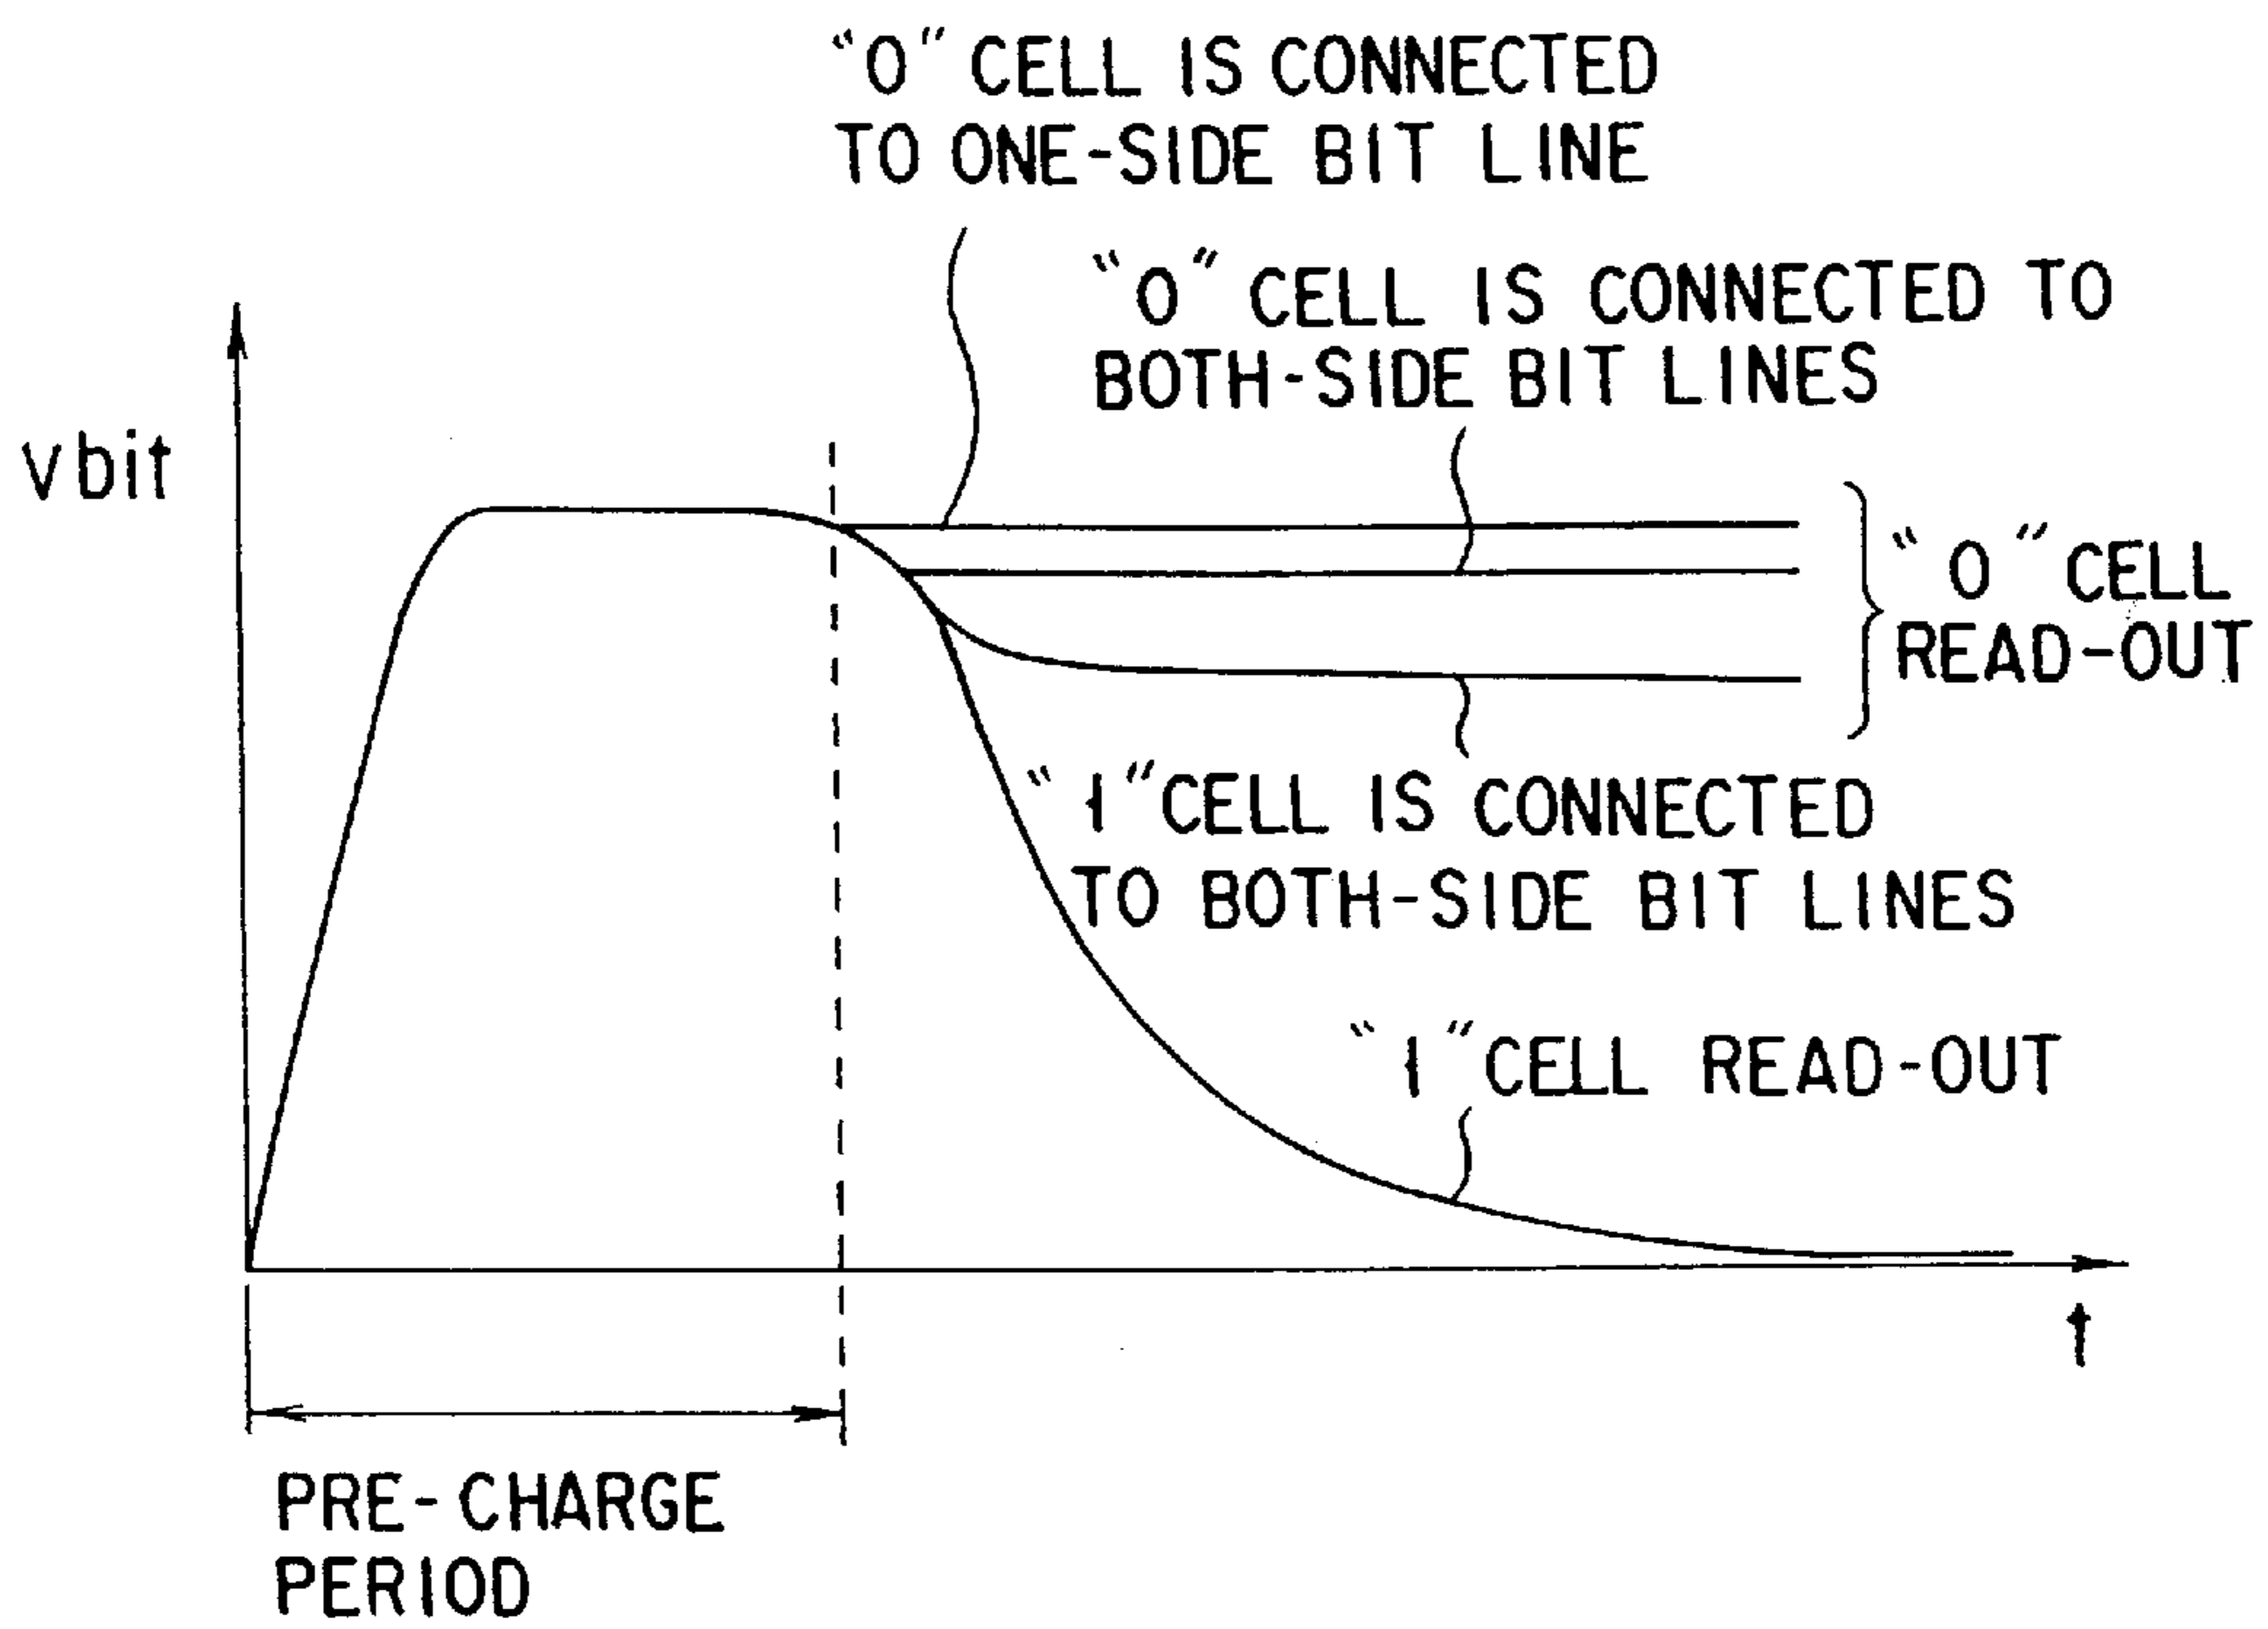 “0” CELL IS CONNECTED
TO ONE-SIDE BIT LINE
“0” CELL IS CONNECTED TO
BOTH-SIDE BIT LINES
Vbit
“0” CELL
READ-OUT
“1” CELL IS CONNECTED
TO BOTH-SIDE BIT LINES
“1” CELL READ-OUT
t
PRE-CHARGE
PERIOD